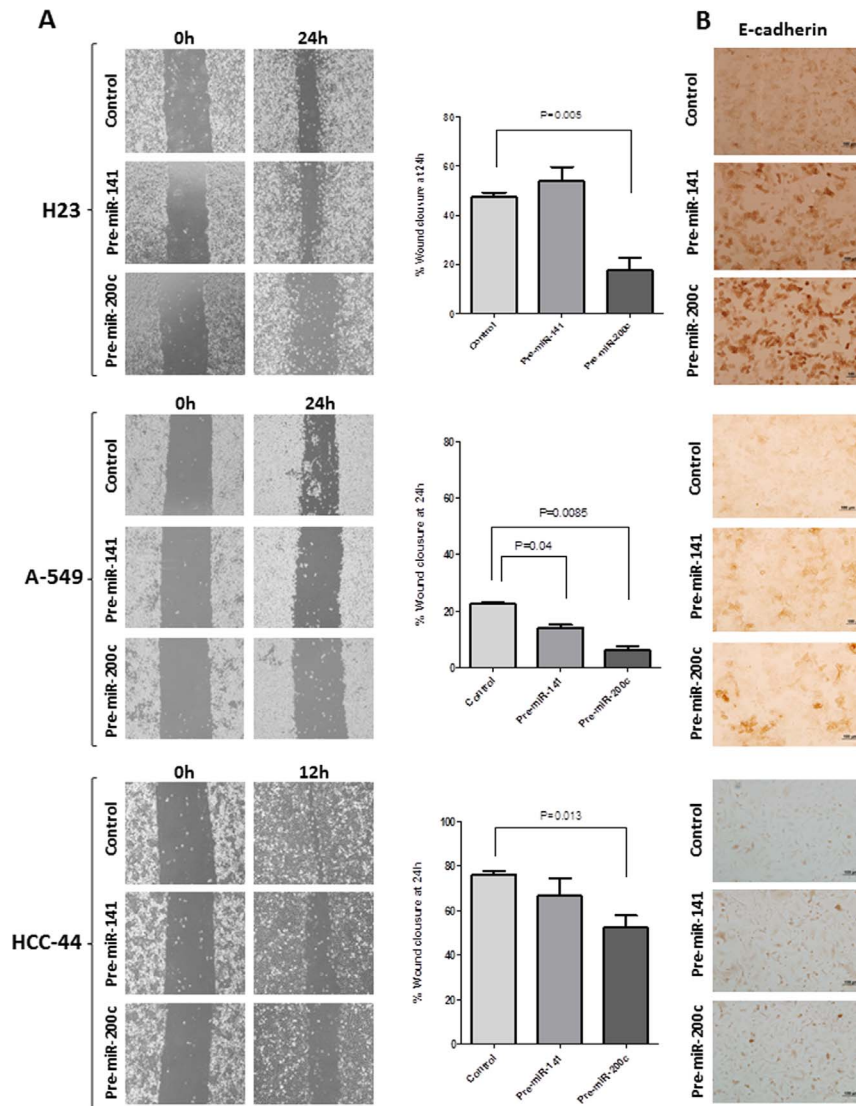 A
B
0h 24h
E-cadherin
H23
Control
Pre-miR-141
Pre-miR-200c
% Wound clousure at 24h
80
60
40
20
0
P=0.005
Control
Pre-miR-141
Pre-miR-200c
Control
Pre-miR-141
Pre-miR-200c
0h 24h
A-549
Control
Pre-miR-141
Pre-miR-200c
% Wound clousure at 24h
80
60
40
20
0
P=0.0085
P=0.04
Control
Pre-miR-141
Pre-miR-200c
Control
Pre-miR-141
Pre-miR-200c
0h 12h
HCC-44
Control
Pre-miR-141
Pre-miR-200c
% Wound clousure at 24h
100
80
60
40
20
0
P=0.013
Control
Pre-miR-141
Pre-miR-200c
Control
Pre-miR-141
Pre-miR-200c